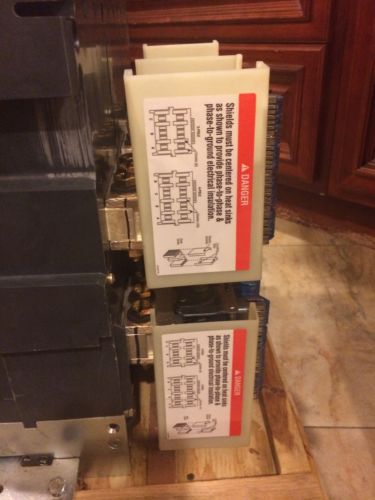 DANGER
Shields must be centered on heat sinks
as shown to provide phase-to-phase &
phase-to-ground electrical insulation.
DANGER
Shields must be centered on heat sinks
as shown to provide phase-to-phase &
phase-to-ground electrical insulation.